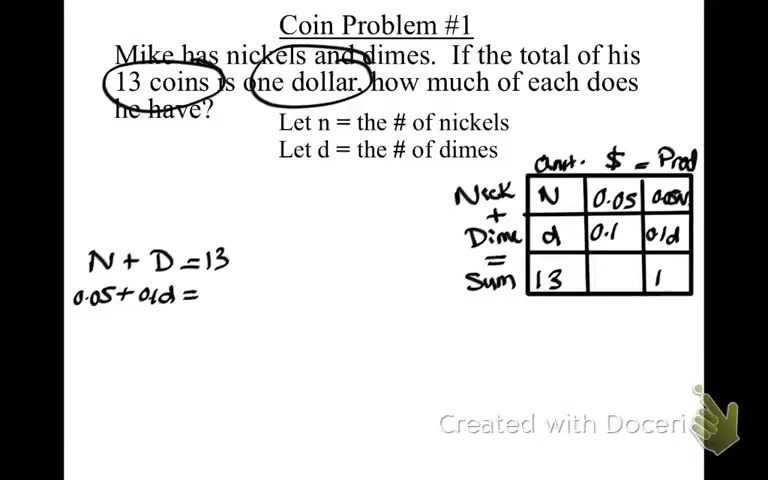 Coin Problem #1
Mike has nickels and dimes. If the total of his
13 coins is one dollar, how much of each does
he have?
Let n = the # of nickels
Let d = the # of dimes
Amt. $ = Prod
Nick N 0.05 0.05N
+
Dime d 0.1 0.1d
=
Sum 13 1
N + D = 13
0.05 + 0.1d =
Created with Doceri